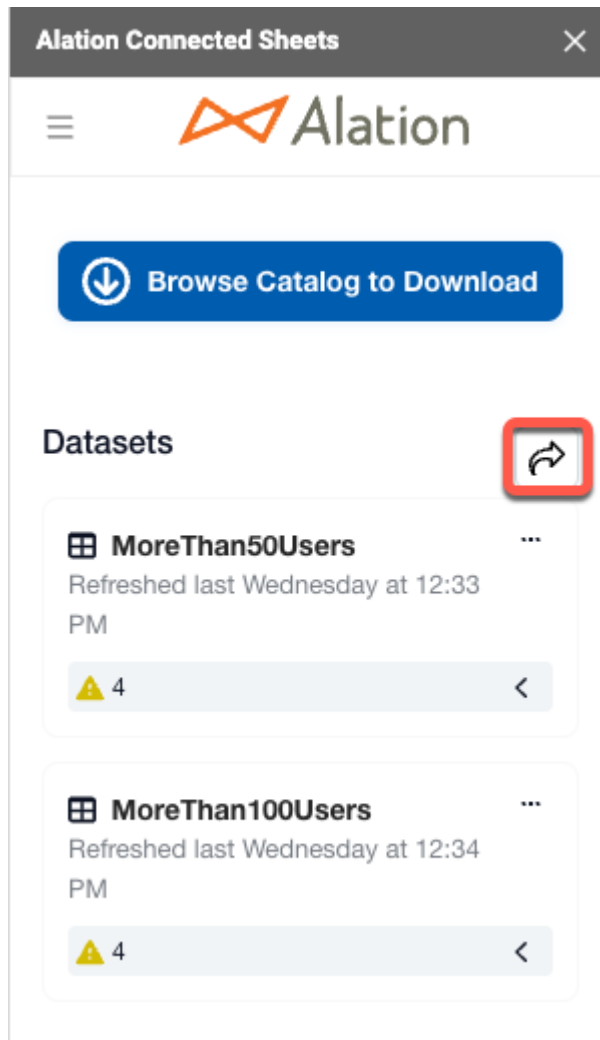 Alation Connected Sheets
Alation
Browse Catalog to Download
Datasets
MoreThan50Users
Refreshed last Wednesday at 12:33
PM
4
MoreThan100Users
Refreshed last Wednesday at 12:34
PM
4